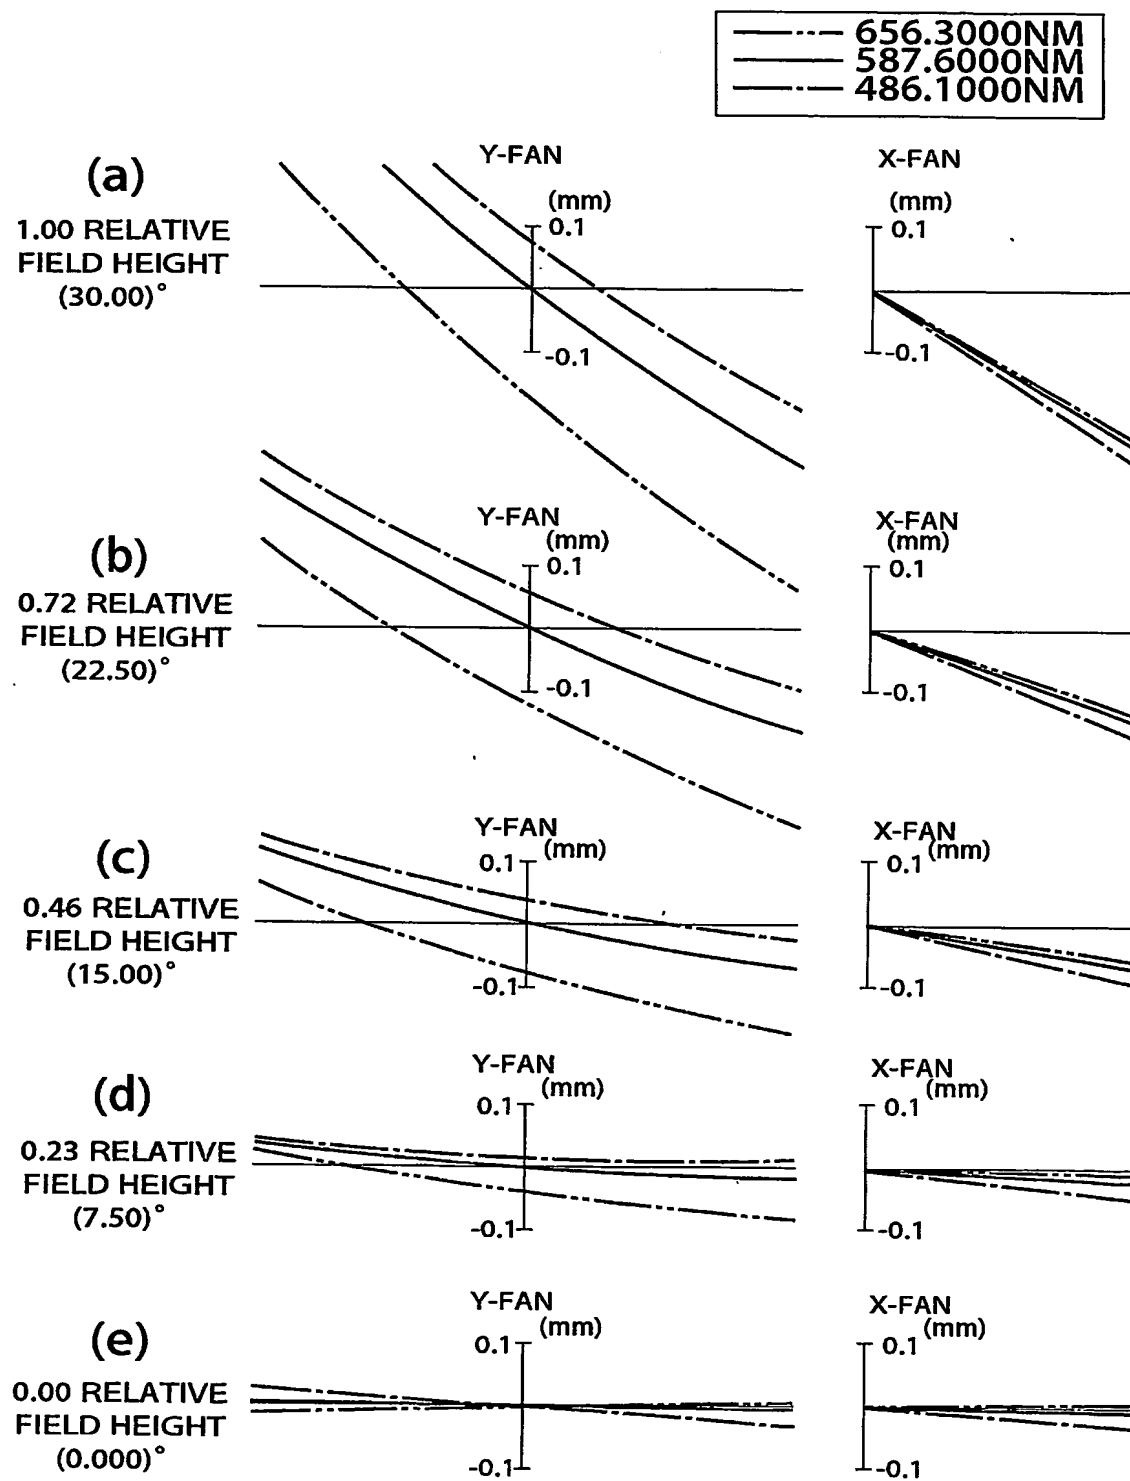 656.3000NM
587.6000NM
486.1000NM
(a)
1.00 RELATIVE
FIELD HEIGHT
(30.00)°
Y-FAN
(mm)
0.1
-0.1
X-FAN
(mm)
0.1
-0.1
(b)
0.72 RELATIVE
FIELD HEIGHT
(22.50)°
Y-FAN
(mm)
0.1
-0.1
X-FAN
(mm)
0.1
-0.1
(c)
0.46 RELATIVE
FIELD HEIGHT
(15.00)°
Y-FAN
(mm)
0.1
-0.1
X-FAN
(mm)
0.1
-0.1
(d)
0.23 RELATIVE
FIELD HEIGHT
(7.50)°
Y-FAN
(mm)
0.1
-0.1
X-FAN
(mm)
0.1
-0.1
(e)
0.00 RELATIVE
FIELD HEIGHT
(0.000)°
Y-FAN
(mm)
0.1
-0.1
X-FAN
(mm)
0.1
-0.1